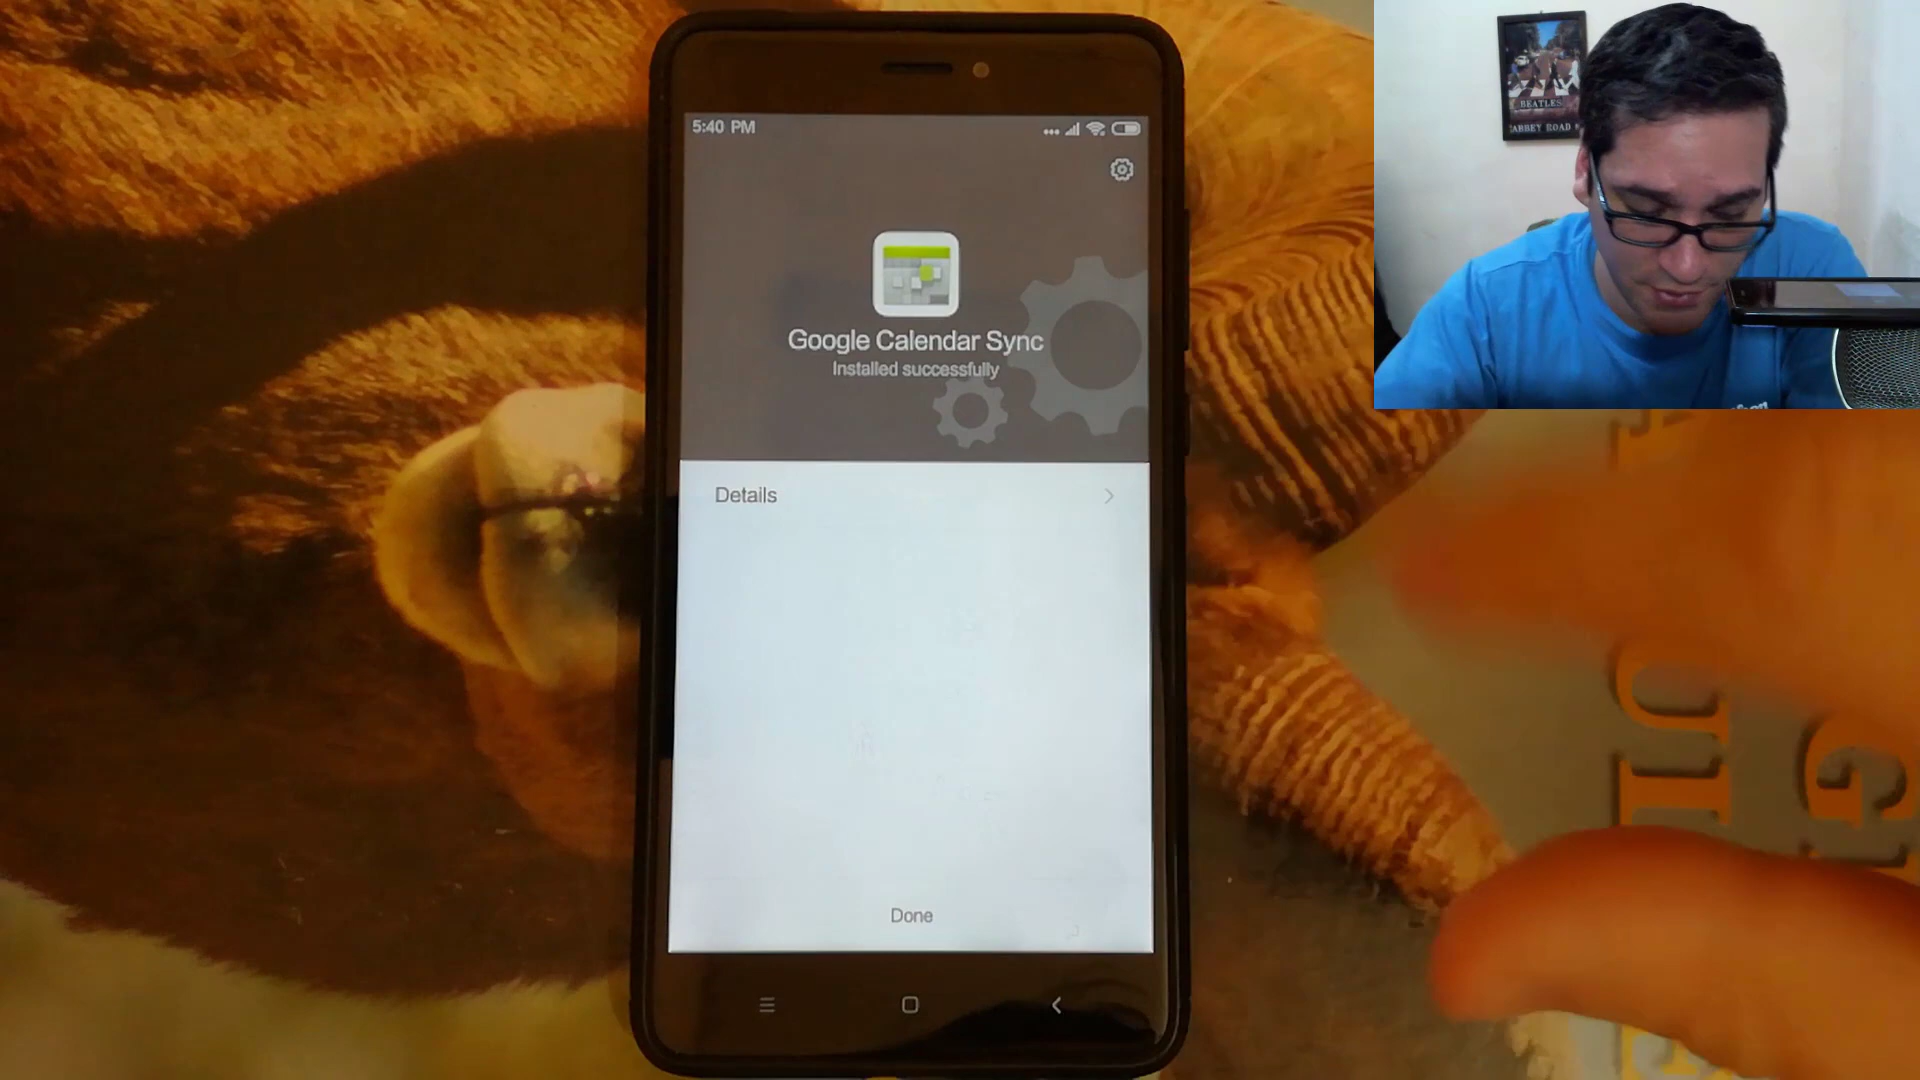 5:40 PM
Google Calendar Sync
Installed successfully
Details
Done
BEATLES
ABBEY ROAD